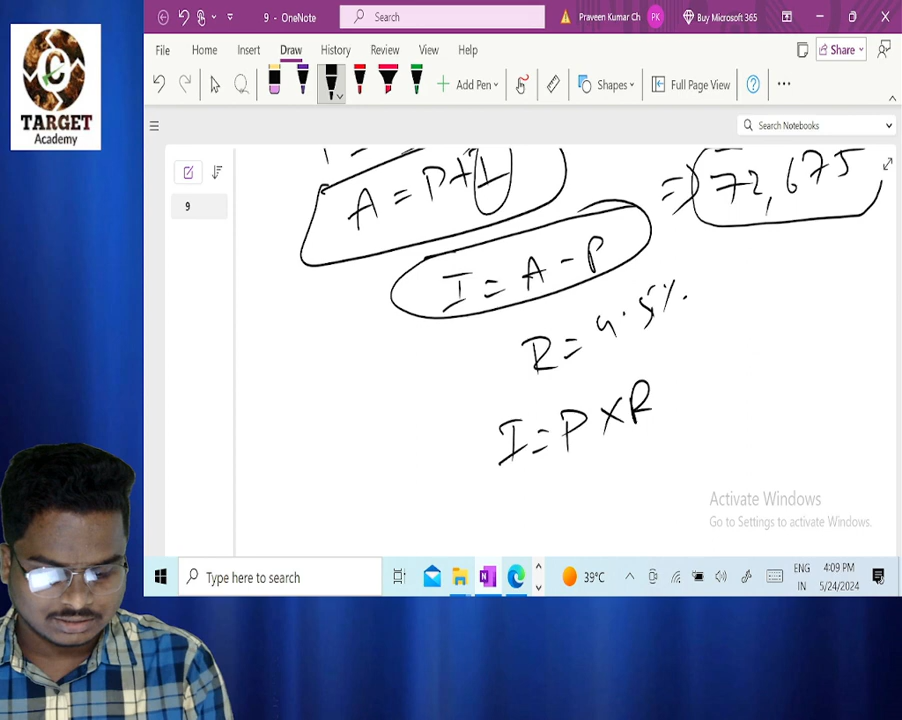 9 - OneNote
Search
Praveen Kumar Ch
PK
Buy Microsoft 365
File Home Insert Draw History Review View Help
Share
Add Pen
Shapes
Full Page View
Search Notebooks
TARGET
Academy
9
A = P+I
=> 72,675
I = A - P
R = 4.5%.
I = P X R
Activate Windows
Go to Settings to activate Windows.
Type here to search
39°C
ENG
IN
4:09 PM
5/24/2024